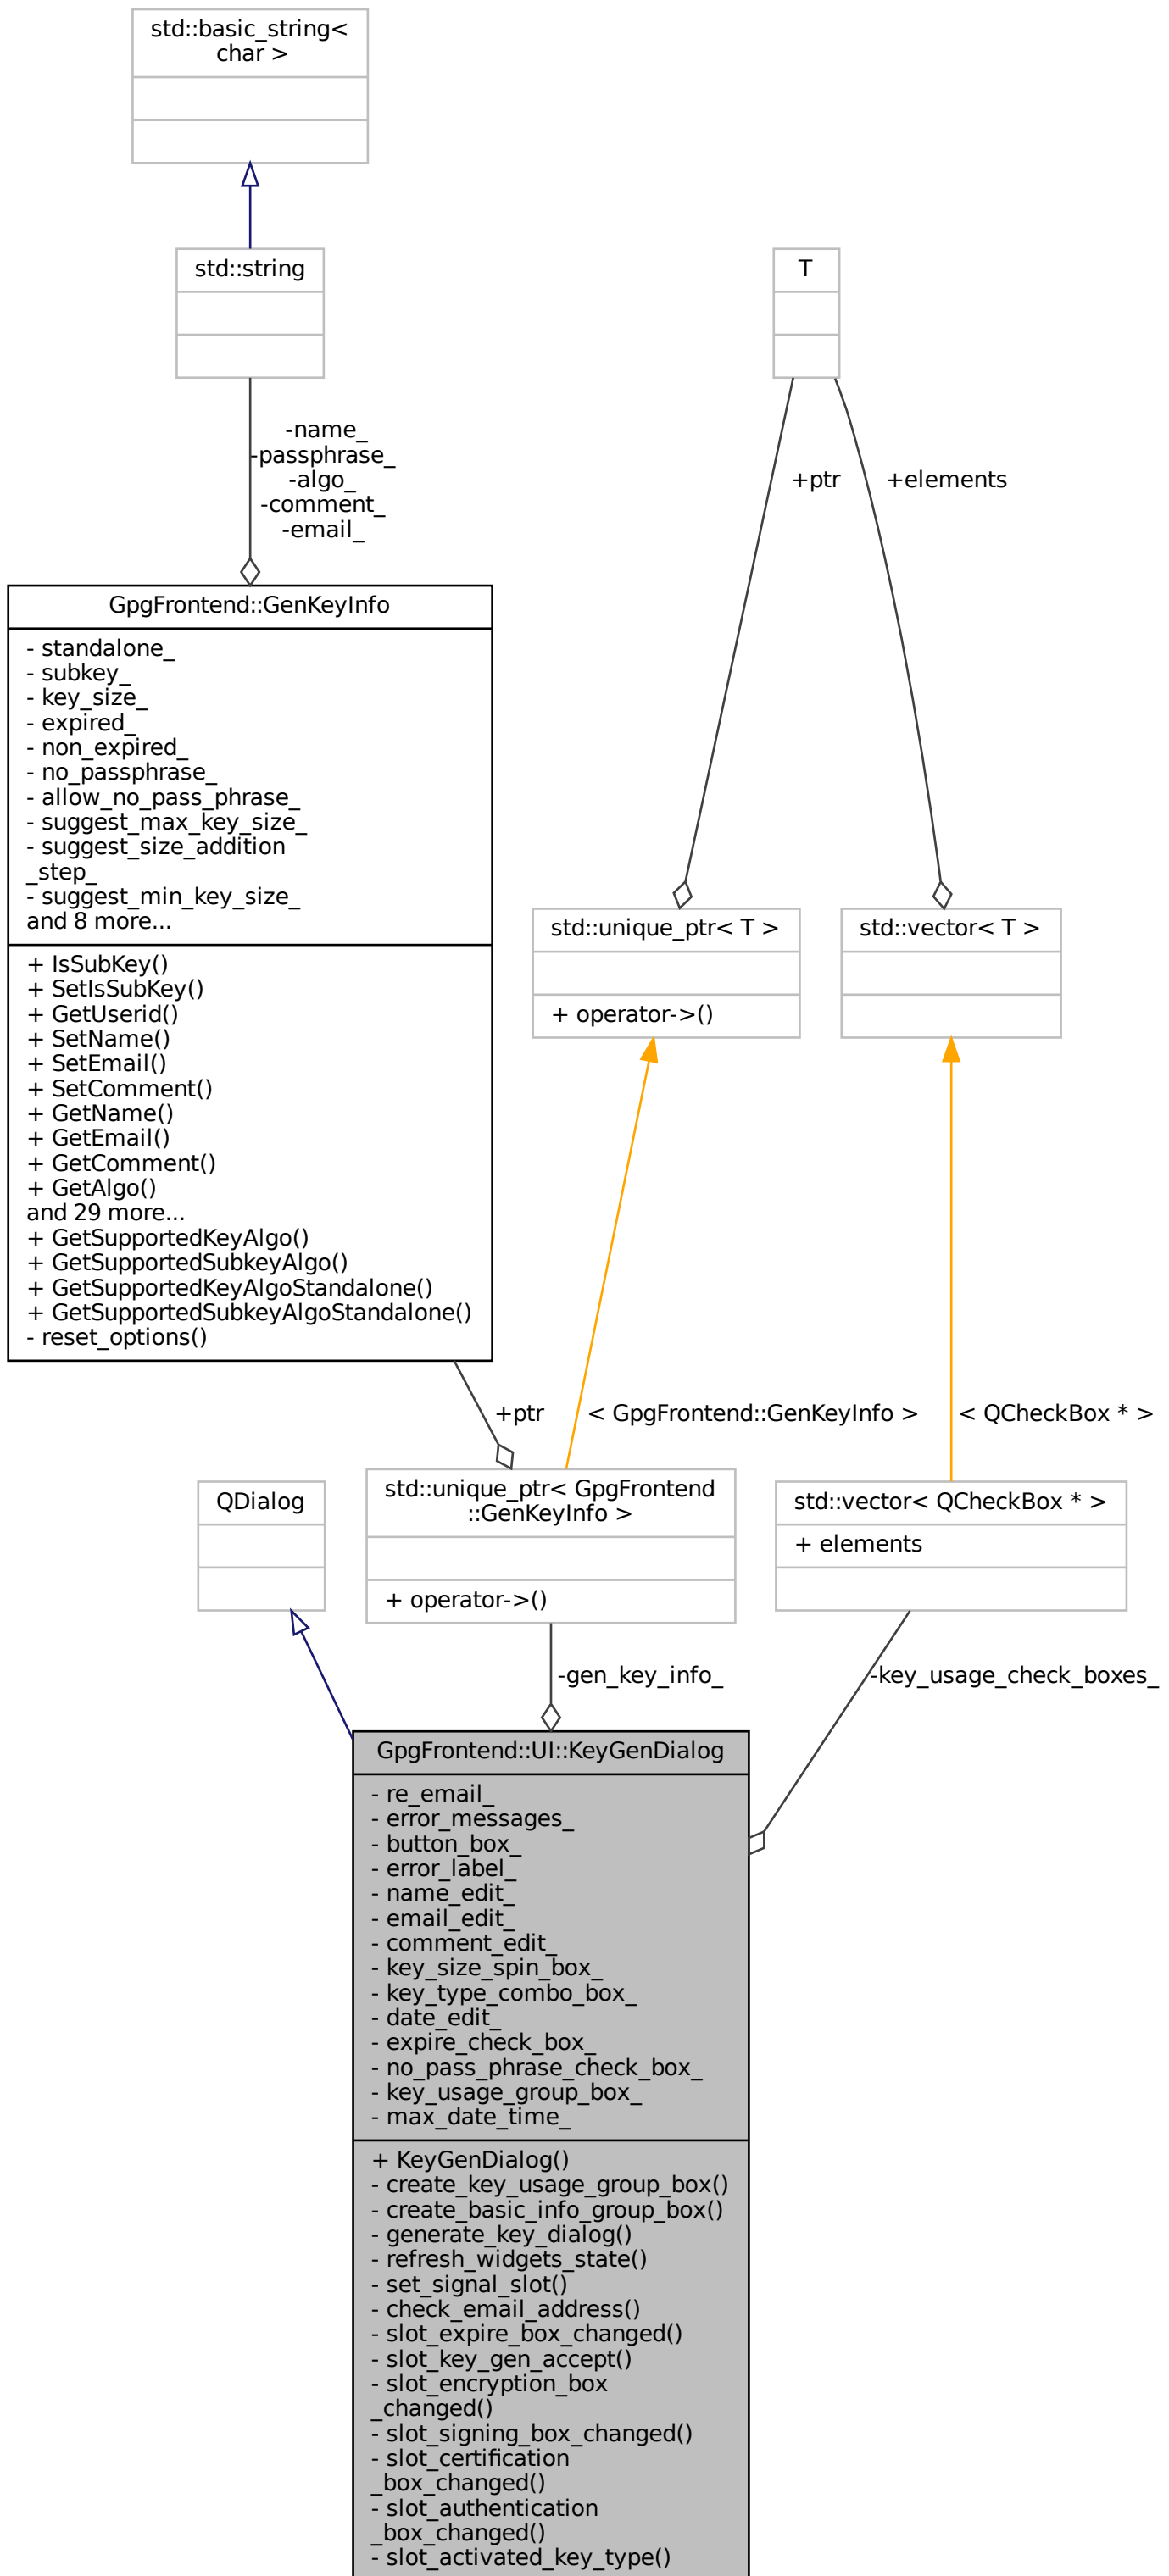 std::basic_string<
char >
std::string
T
-name_
-passphrase_
-algo_
-comment_
-email_
+ptr
+elements
GpgFrontend::GenKeyInfo
- standalone_
- subkey_
- key_size_
- expired_
- non_expired_
- no_passphrase_
- allow_no_pass_phrase_
- suggest_max_key_size_
- suggest_size_addition
_step_
- suggest_min_key_size_
and 8 more...
+ IsSubKey()
+ SetIsSubKey()
+ GetUserid()
+ SetName()
+ SetEmail()
+ SetComment()
+ GetName()
+ GetEmail()
+ GetComment()
+ GetAlgo()
and 29 more...
+ GetSupportedKeyAlgo()
+ GetSupportedSubkeyAlgo()
+ GetSupportedKeyAlgoStandalone()
+ GetSupportedSubkeyAlgoStandalone()
- reset_options()
std::unique_ptr< T >
+ operator->()
std::vector< T >
+ptr
< GpgFrontend::GenKeyInfo >
< QCheckBox * >
QDialog
std::unique_ptr< GpgFrontend
::GenKeyInfo >
+ operator->()
std::vector< QCheckBox * >
+ elements
-gen_key_info_
-key_usage_check_boxes_
GpgFrontend::UI::KeyGenDialog
- re_email_
- error_messages_
- button_box_
- error_label_
- name_edit_
- email_edit_
- comment_edit_
- key_size_spin_box_
- key_type_combo_box_
- date_edit_
- expire_check_box_
- no_pass_phrase_check_box_
- key_usage_group_box_
- max_date_time_
+ KeyGenDialog()
- create_key_usage_group_box()
- create_basic_info_group_box()
- generate_key_dialog()
- refresh_widgets_state()
- set_signal_slot()
- check_email_address()
- slot_expire_box_changed()
- slot_key_gen_accept()
- slot_encryption_box
_changed()
- slot_signing_box_changed()
- slot_certification
_box_changed()
- slot_authentication
_box_changed()
- slot_activated_key_type()